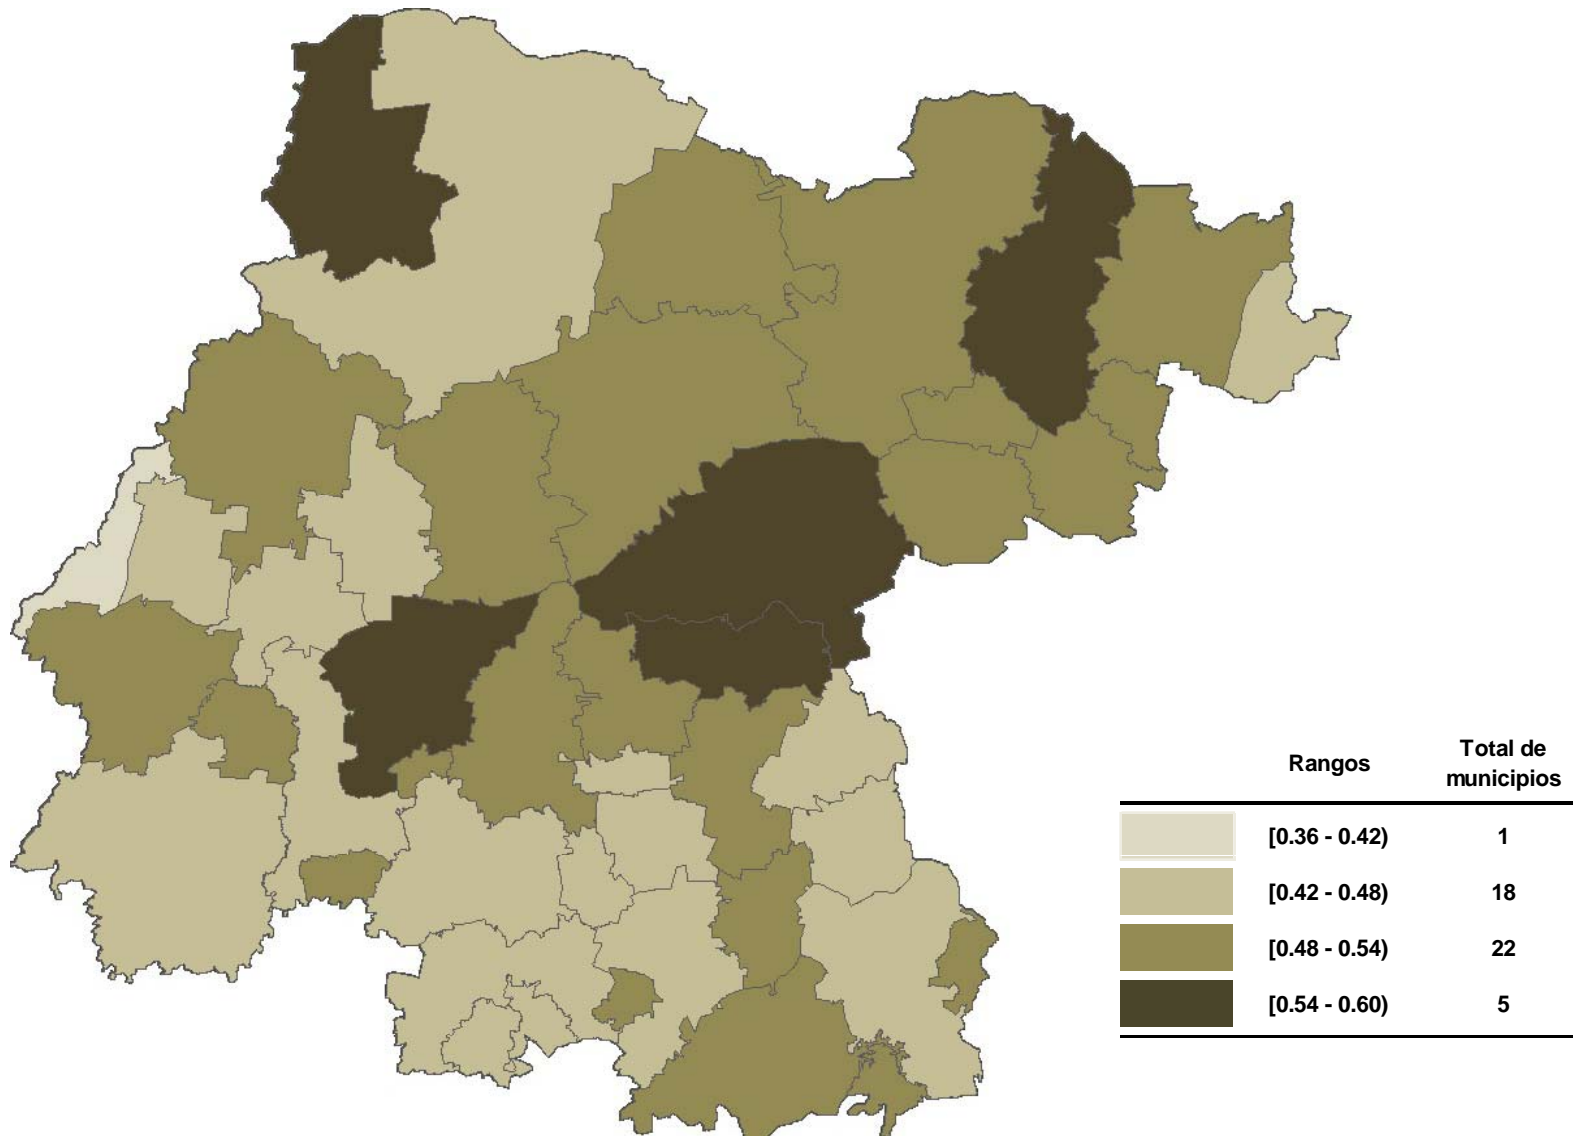 Rangos Total de
municipios
[0.36 - 0.42) 1
[0.42 - 0.48) 18
[0.48 - 0.54) 22
[0.54 - 0.60) 5